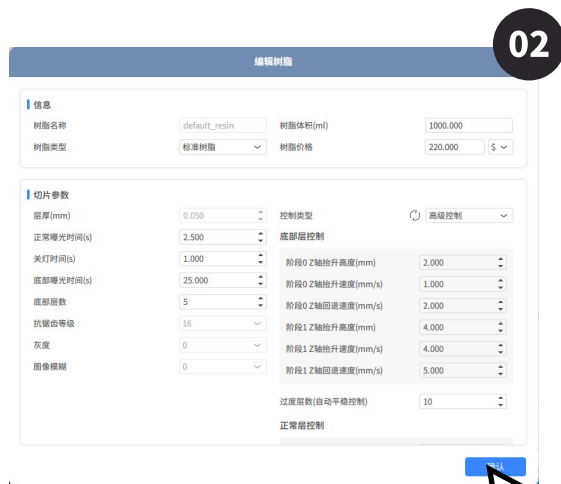 02
编辑树脂
信息
树脂名称 default_resin 树脂体积(ml) 1000.000
树脂类型 标准树脂 树脂价格 220.000 $
切片参数
层厚(mm) 0.050 控制类型 高级控制
正常曝光时间(s) 2.500 底部层控制
关灯时间(s) 1.000 阶段0 Z轴抬升高度(mm) 2.000
底部曝光时间(s) 25.000 阶段0 Z轴抬升速度(mm/s) 1.000
底部层数 5 阶段0 Z轴回退速度(mm/s) 2.000
抗锯齿等级 16 阶段1 Z轴抬升高度(mm) 4.000
灰度 0 阶段1 Z轴抬升速度(mm/s) 4.000
图像模糊 0 阶段1 Z轴回退速度(mm/s) 5.000
过度层数(自动平稳控制) 10
正常层控制
确认